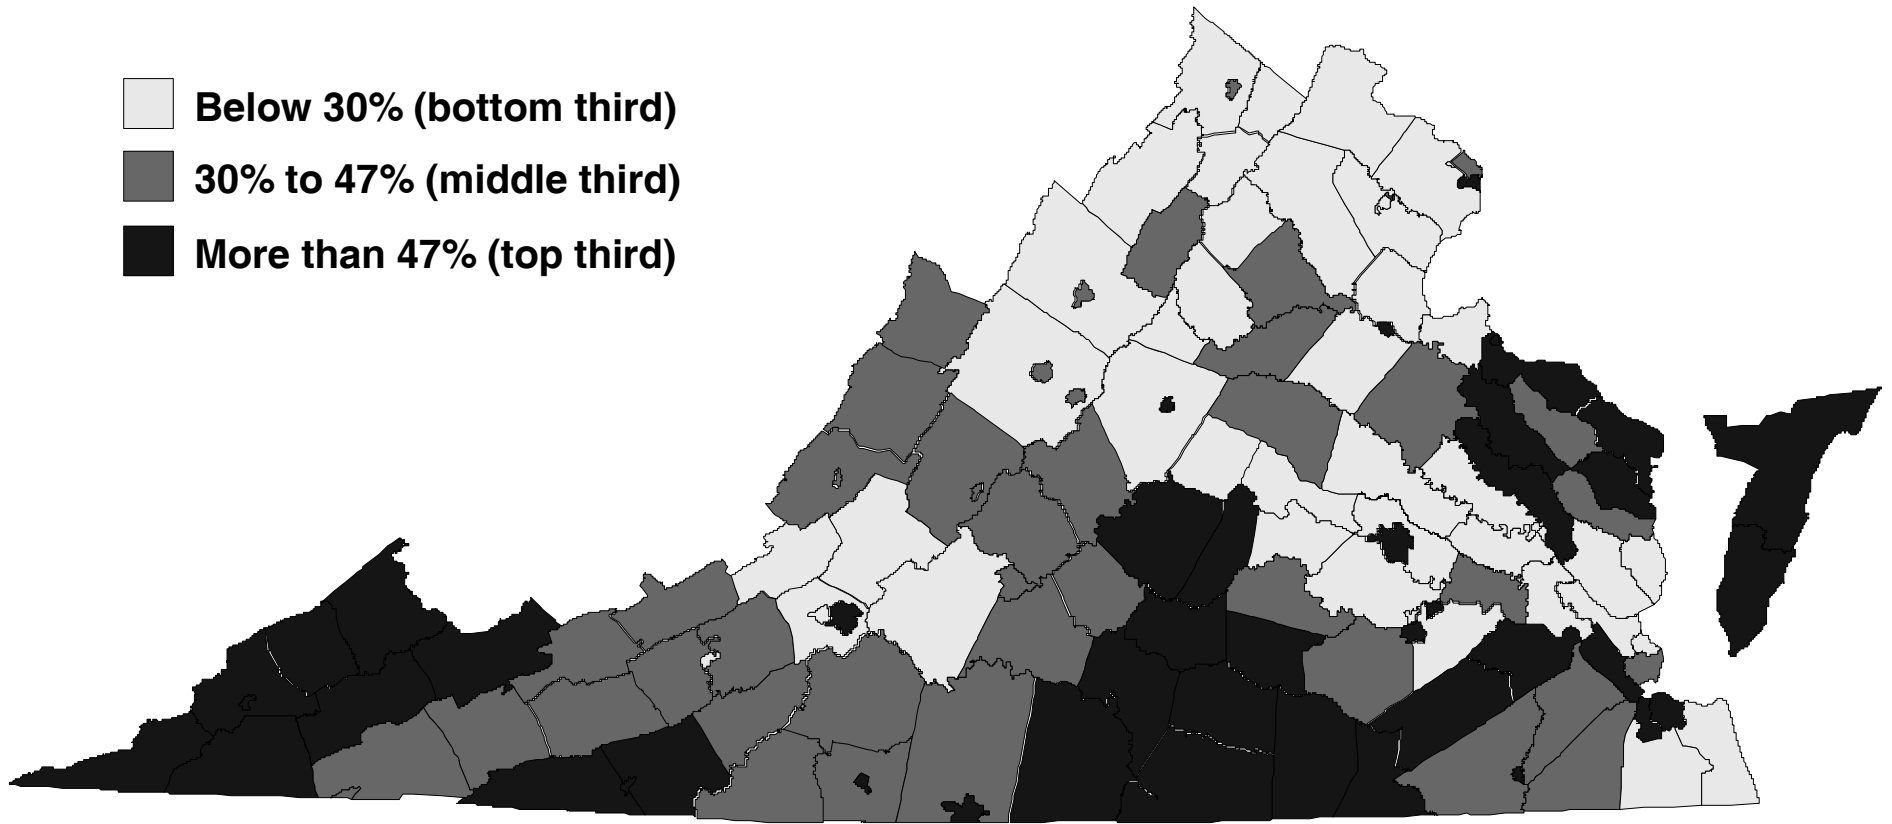 Below 30% (bottom third)
30% to 47% (middle third)
More than 47% (top third)